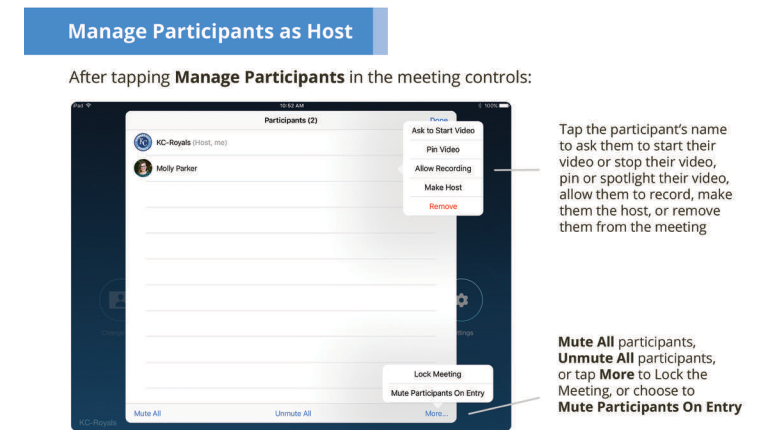 Manage Participants as Host
After tapping Manage Participants in the meeting controls:
iPad
10:52 AM
100%
Participants (2)
Done
KC-Royals (Host, me)
Molly Parker
Ask to Start Video
Pin Video
Allow Recording
Make Host
Remove
Tap the participant's name
to ask them to start their
video or stop their video,
pin or spotlight their video,
allow them to record, make
them the host, or remove
them from the meeting
Lock Meeting
Mute Participants On Entry
Mute All
Unmute All
More...
KC-Royals
Mute All participants,
Unmute All participants,
or tap More to Lock the
Meeting, or choose to
Mute Participants On Entry